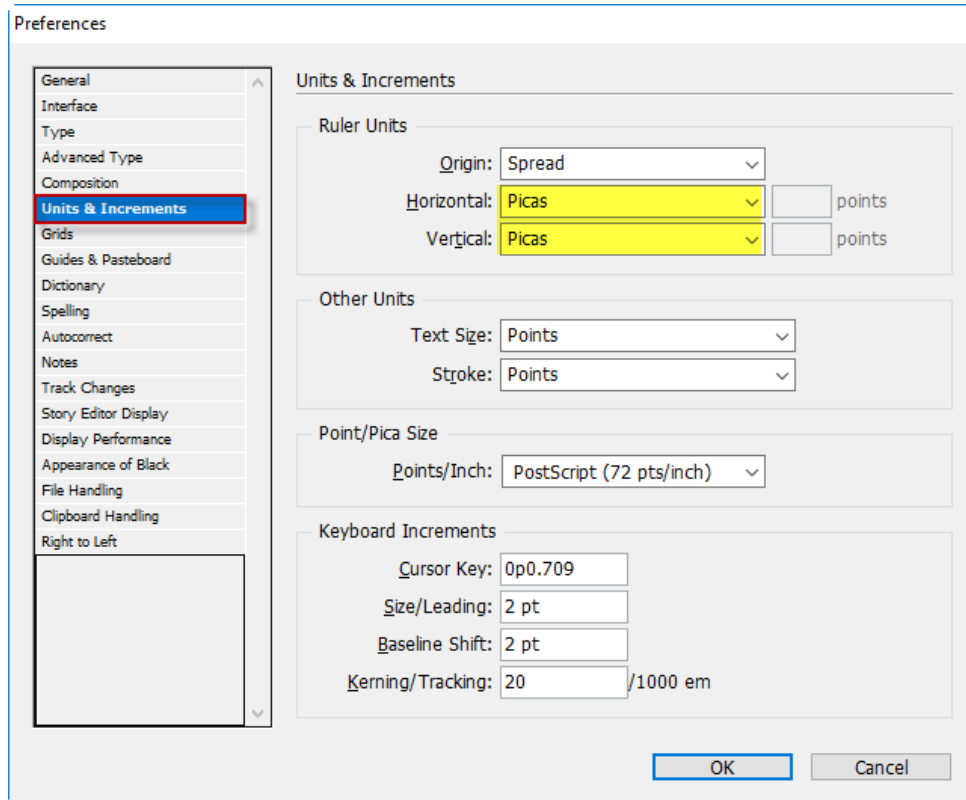 Preferences
General
Interface
Type
Advanced Type
Composition
Units & Increments
Grids
Guides & Pasteboard
Dictionary
Spelling
Autocorrect
Notes
Track Changes
Story Editor Display
Display Performance
Appearance of Black
File Handling
Clipboard Handling
Right to Left
Units & Increments
Ruler Units
Origin: Spread
Horizontal: Picas points
Vertical: Picas points
Other Units
Text Size: Points
Stroke: Points
Point/Pica Size
Points/Inch: PostScript (72 pts/inch)
Keyboard Increments
Cursor Key: 0p0.709
Size/Leading: 2 pt
Baseline Shift: 2 pt
Kerning/Tracking: 20 /1000 em
OK Cancel